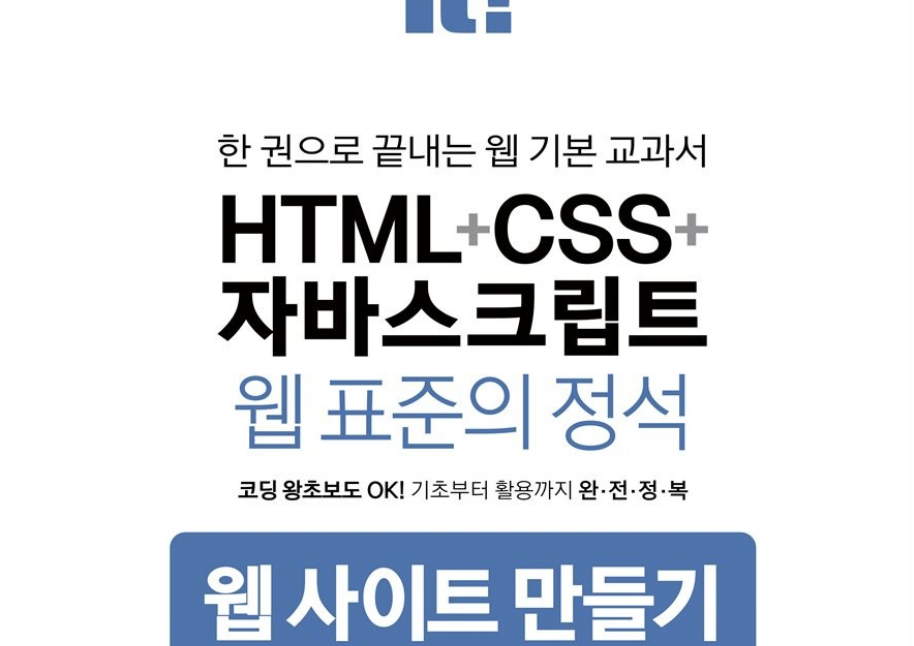 it!
한 권으로 끝내는 웹 기본 교과서
HTML+CSS+
자바스크립트
웹 표준의 정석
코딩 왕초보도 OK! 기초부터 활용까지 완·전·정·복
웹 사이트 만들기